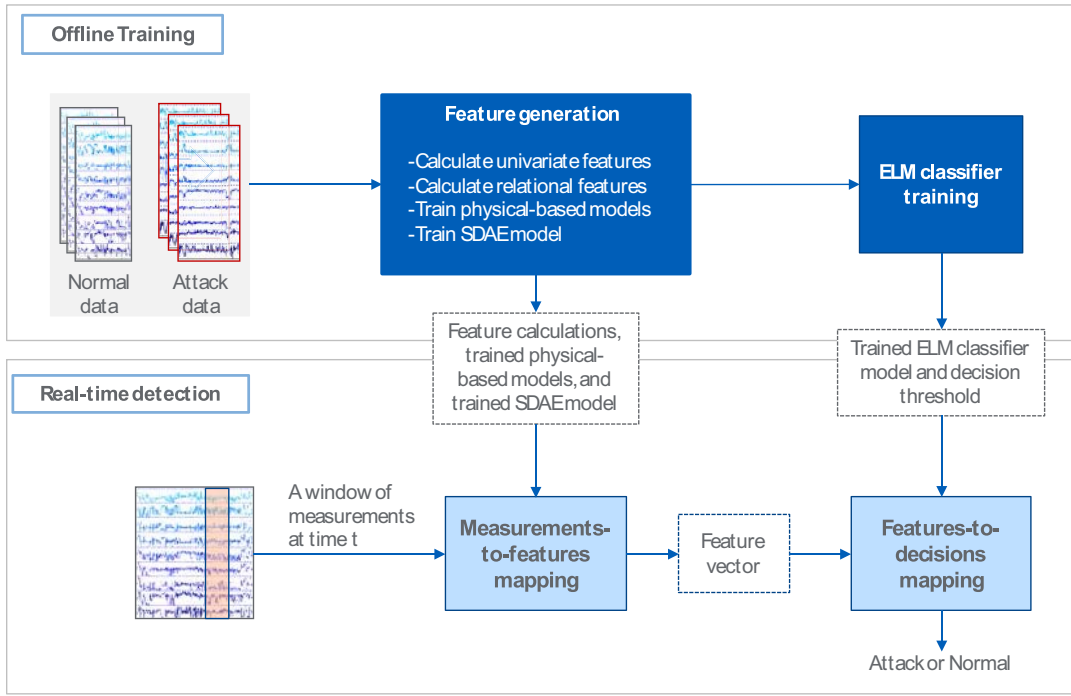 Offline Training
Normal
data
Attack
data
Feature generation
-Calculate univariate features
-Calculate relational features
-Train physical-based models
-Train SDAE model
ELM classifier
training
Feature calculations,
trained physical-
based models, and
trained SDAE model
Trained ELM classifier
model and decision
threshold
Real-time detection
A window of
measurements
at time t
Measurements-
to-features
mapping
Feature
vector
Features-to-
decisions
mapping
Attack or Normal